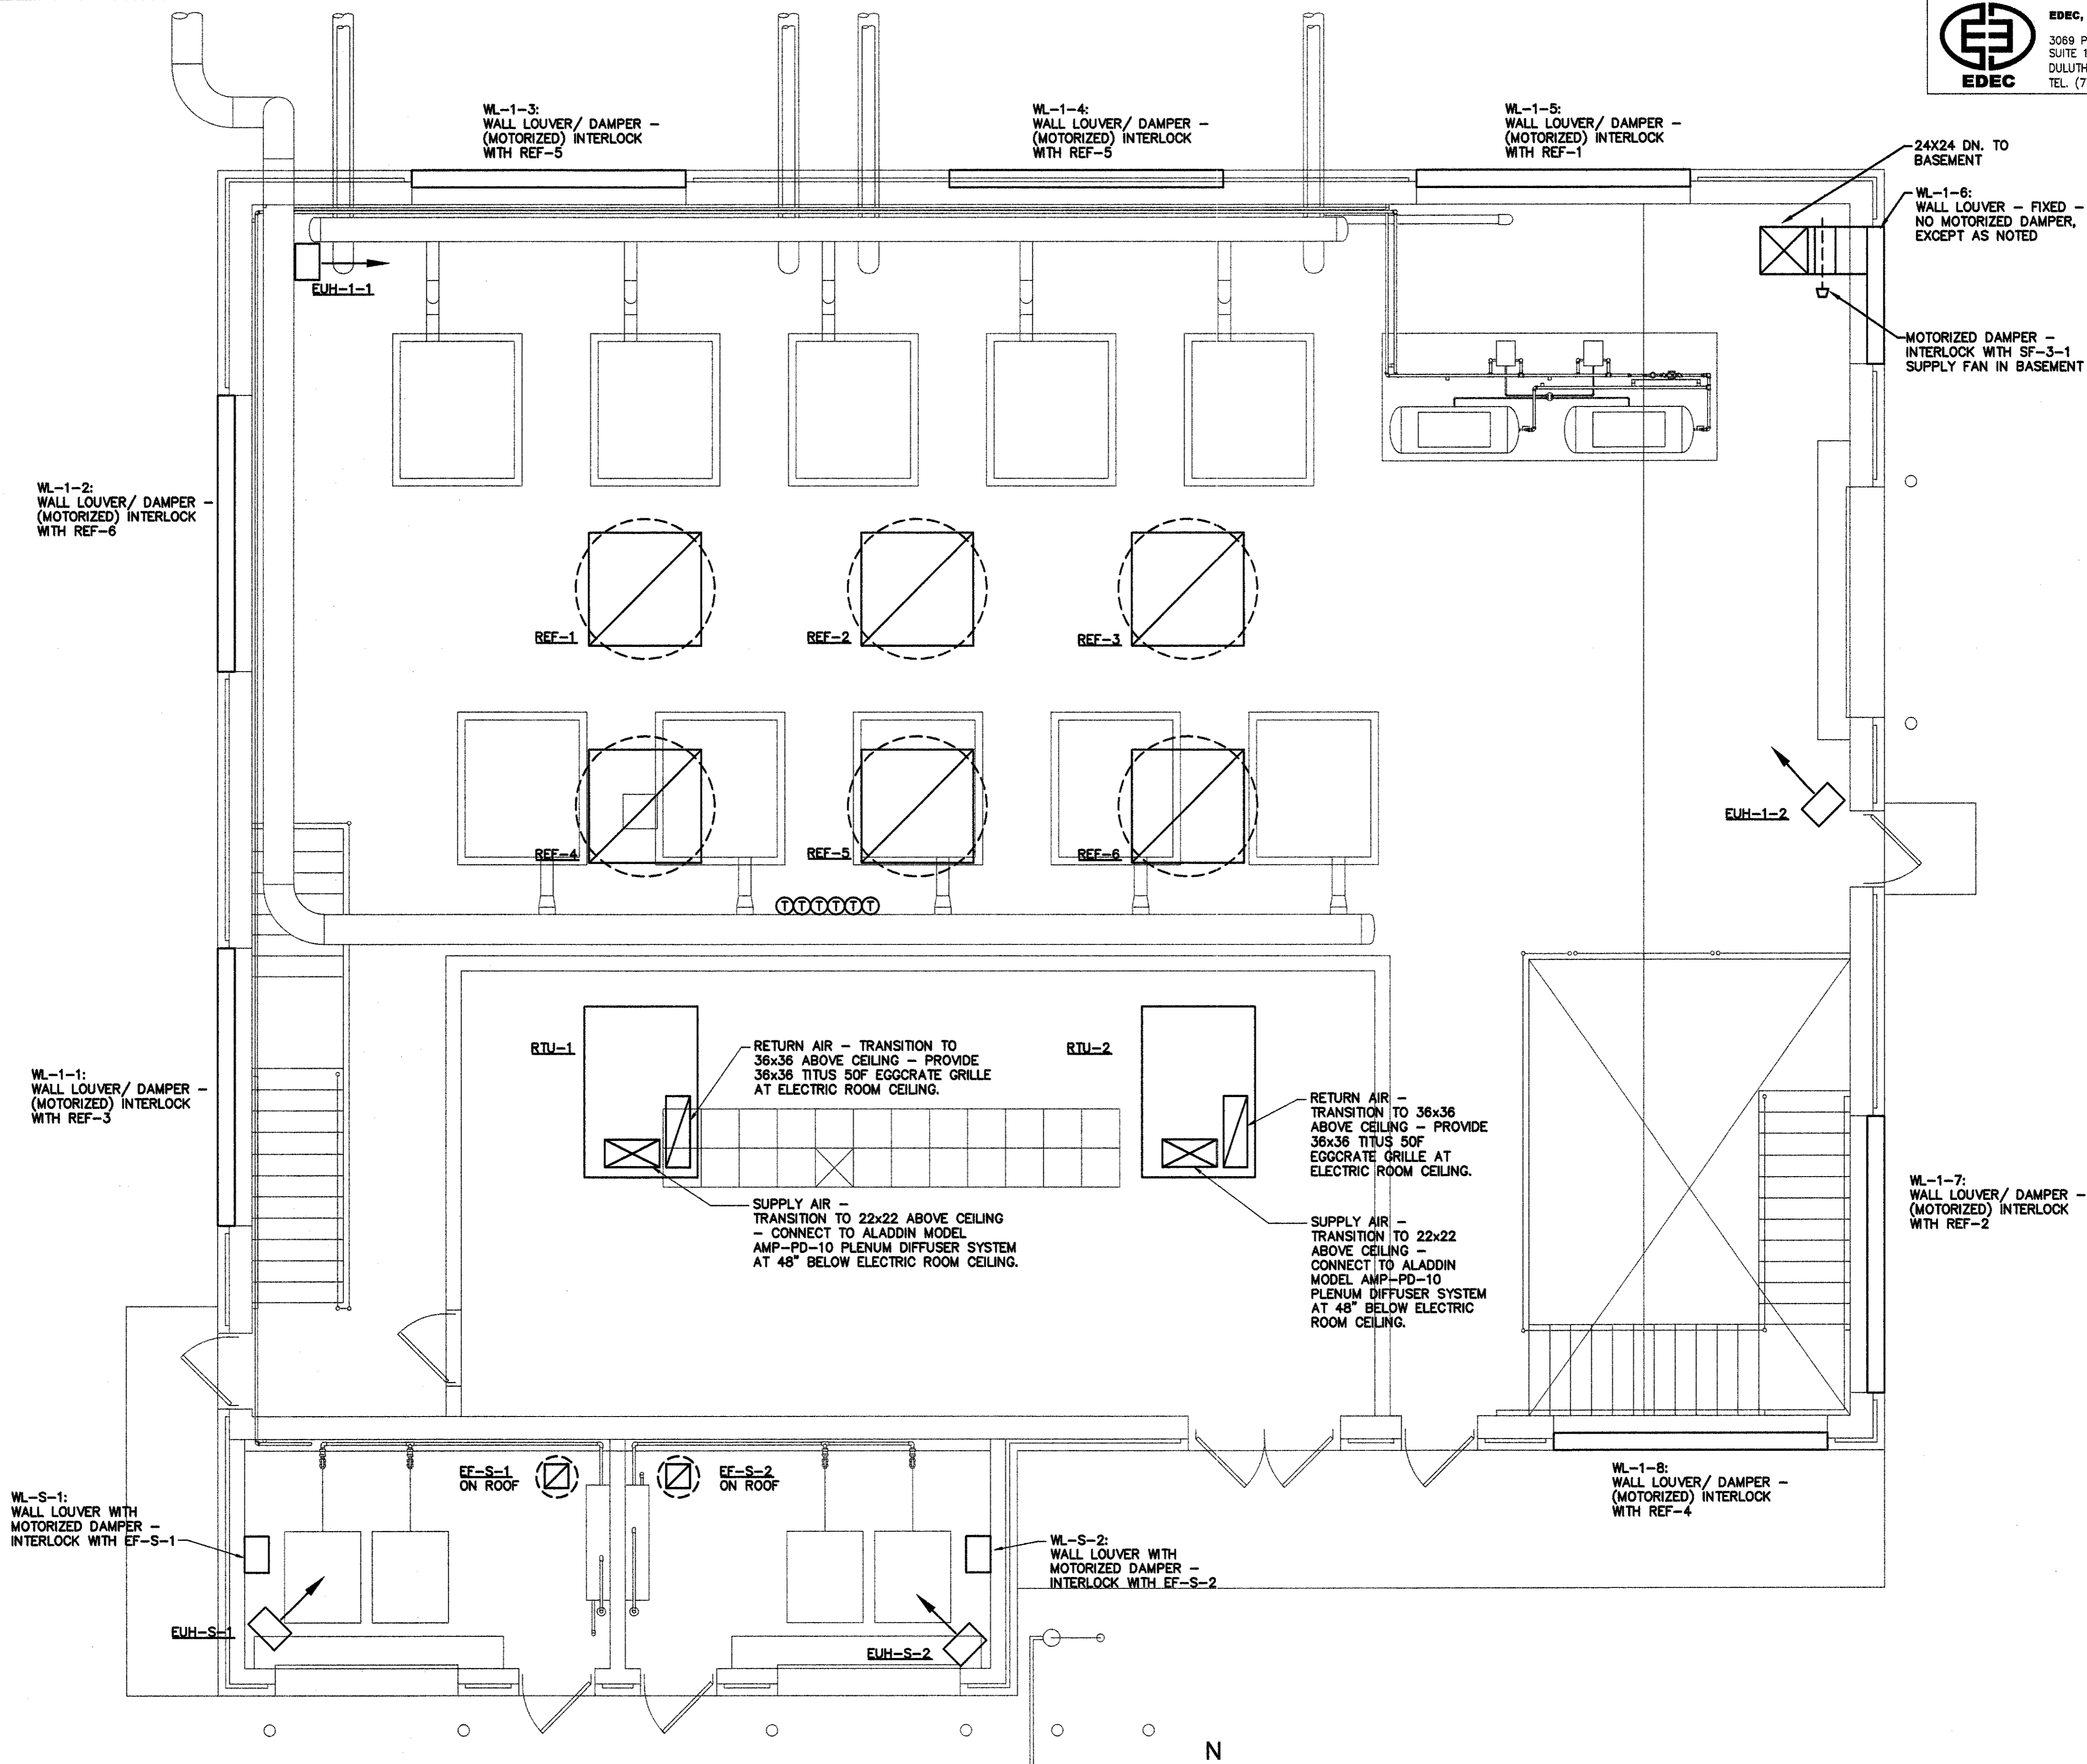 EDEC
EDEC,
3069 P
SUITE 1
DULUTH
TEL. (7
WL-1-3:
WALL LOUVER/ DAMPER -
(MOTORIZED) INTERLOCK
WITH REF-5
WL-1-4:
WALL LOUVER/ DAMPER -
(MOTORIZED) INTERLOCK
WITH REF-5
WL-1-5:
WALL LOUVER/ DAMPER -
(MOTORIZED) INTERLOCK
WITH REF-1
24X24 DN. TO
BASEMENT
WL-1-6:
WALL LOUVER - FIXED -
NO MOTORIZED DAMPER,
EXCEPT AS NOTED
EUH-1-1
MOTORIZED DAMPER -
INTERLOCK WITH SF-3-1
SUPPLY FAN IN BASEMENT
WL-1-2:
WALL LOUVER/ DAMPER -
(MOTORIZED) INTERLOCK
WITH REF-6
REF-1
REF-2
REF-3
EUH-1-2
REF-4
REF-5
REF-6
T T T T T T
RTU-1
RETURN AIR - TRANSITION TO
36x36 ABOVE CEILING - PROVIDE
36x36 TITUS 50F EGGCRATE GRILLE
AT ELECTRIC ROOM CEILING.
RTU-2
RETURN AIR -
TRANSITION TO 36x36
ABOVE CEILING - PROVIDE
36x36 TITUS 50F
EGGCRATE GRILLE AT
ELECTRIC ROOM CEILING.
WL-1-1:
WALL LOUVER/ DAMPER -
(MOTORIZED) INTERLOCK
WITH REF-3
SUPPLY AIR -
TRANSITION TO 22x22 ABOVE CEILING
- CONNECT TO ALADDIN MODEL
AMP-PD-10 PLENUM DIFFUSER SYSTEM
AT 48" BELOW ELECTRIC ROOM CEILING.
SUPPLY AIR -
TRANSITION TO 22x22
ABOVE CEILING -
CONNECT TO ALADDIN
MODEL AMP-PD-10
PLENUM DIFFUSER SYSTEM
AT 48" BELOW ELECTRIC
ROOM CEILING.
WL-1-7:
WALL LOUVER/ DAMPER -
(MOTORIZED) INTERLOCK
WITH REF-2
EF-S-1
ON ROOF
EF-S-2
ON ROOF
WL-1-8:
WALL LOUVER/ DAMPER -
(MOTORIZED) INTERLOCK
WITH REF-4
WL-S-1:
WALL LOUVER WITH
MOTORIZED DAMPER -
INTERLOCK WITH EF-S-1
WL-S-2:
WALL LOUVER WITH
MOTORIZED DAMPER -
INTERLOCK WITH EF-S-2
EUH-S-1
EUH-S-2
N